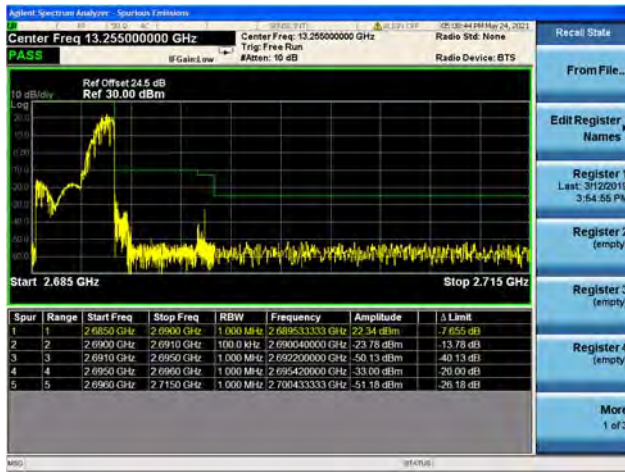 Agilent Spectrum Analyzer - Spurious Emissions
05:08:44 PM May 24, 2021
Center Freq 13.255000000 GHz
Center Freq: 13.255000000 GHz
Radio Std: None
Trig: Free Run
PASS
IFGain:Low
#Atten: 10 dB
Radio Device: BTS
Ref Offset 24.5 dB
10 dB/div Ref 30.00 dBm
Log
Start 2.685 GHz
Stop 2.715 GHz
Spur Range Start Freq Stop Freq RBW Frequency Amplitude Δ Limit
1 1 2.6850 GHz 2.6900 GHz 1.000 MHz 2.689533333 GHz 22.34 dBm -7.655 dB
2 2 2.6900 GHz 2.6910 GHz 100.0 kHz 2.690040000 GHz -23.78 dBm -13.78 dB
3 3 2.6910 GHz 2.6950 GHz 1.000 MHz 2.692200000 GHz -50.13 dBm -40.13 dB
4 4 2.6950 GHz 2.6960 GHz 1.000 MHz 2.695420000 GHz -33.00 dBm -20.00 dB
5 5 2.6960 GHz 2.7150 GHz 1.000 MHz 2.700433333 GHz -51.18 dBm -26.18 dB
MSG
STATUS
Recall State
From File...
Edit Register
Names
Register 1
Last: 3/12/2019
3:54:55 PM
Register 2
(empty)
Register 3
(empty)
Register 4
(empty)
More
1 of 3